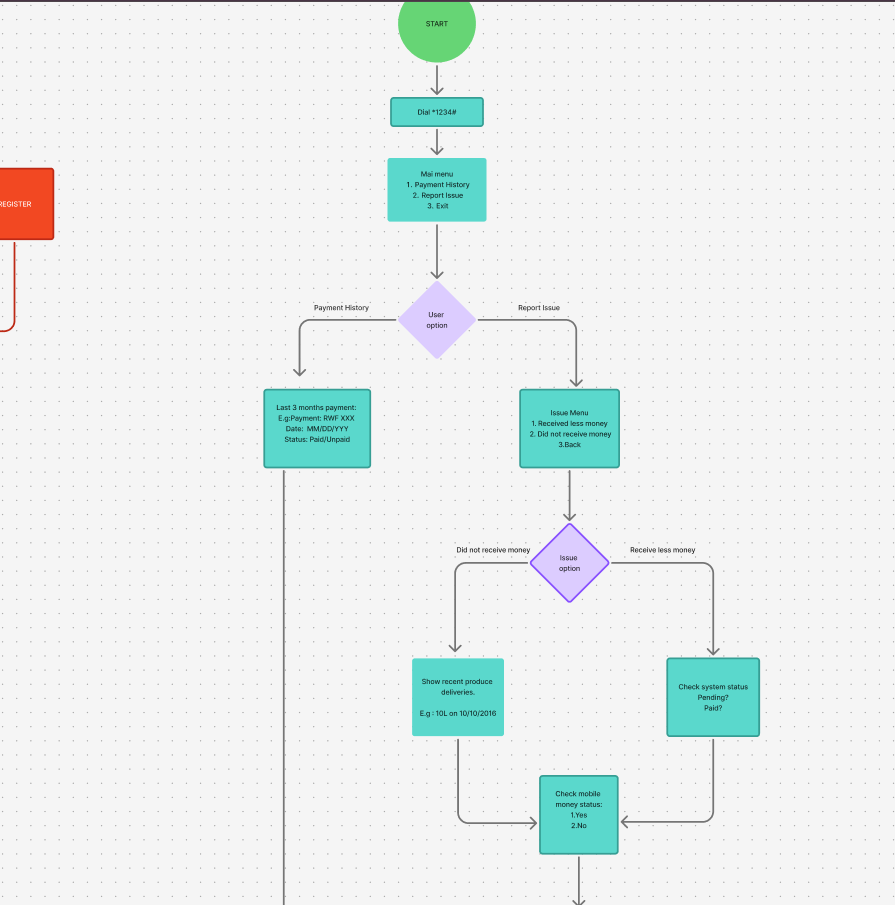 START
Dial *1234#
Mai menu
1. Payment History
2. Report Issue
3. Exit
REGISTER
Payment History
User
option
Report Issue
Last 3 months payment:
E.g:Payment: RWF XXX
Date: MM/DD/YYY
Status: Paid/Unpaid
Issue Menu
1. Received less money
2. Did not receive money
3.Back
Did not receive money
Issue
option
Receive less money
Show recent produce
deliveries.
E.g : 10L on 10/10/2016
Check system status
Pending?
Paid?
Check mobile
money status:
1.Yes
2.No